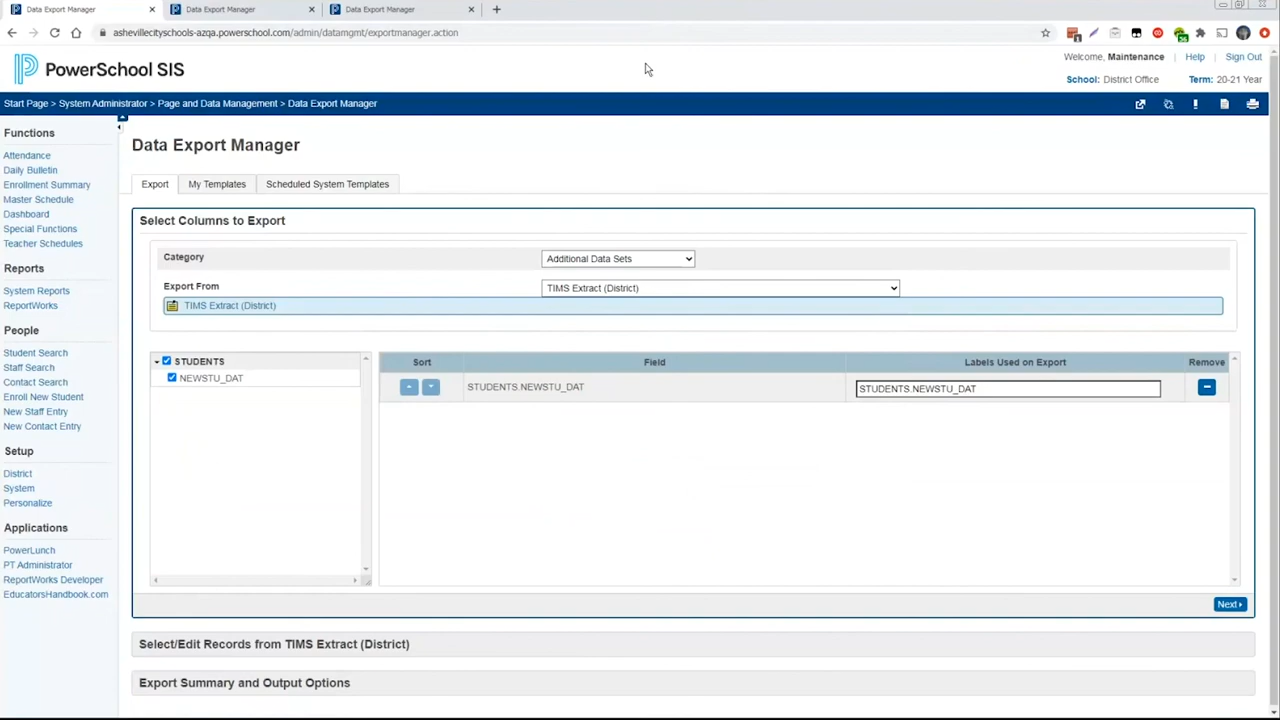 Data Export Manager
Data Export Manager
Data Export Manager
ashevillecityschools-azqa.powerschool.com/admin/datamgmt/exportmanager.action
PowerSchool SIS
Welcome, Maintenance | Help | Sign Out
School: District Office Term: 20-21 Year
Start Page > System Administrator > Page and Data Management > Data Export Manager
Functions
Attendance
Daily Bulletin
Enrollment Summary
Master Schedule
Dashboard
Special Functions
Teacher Schedules
Reports
System Reports
ReportWorks
People
Student Search
Staff Search
Contact Search
Enroll New Student
New Staff Entry
New Contact Entry
Setup
District
System
Personalize
Applications
PowerLunch
PT Administrator
ReportWorks Developer
EducatorsHandbook.com
Data Export Manager
Export My Templates Scheduled System Templates
Select Columns to Export
Category Additional Data Sets
Export From TIMS Extract (District)
TIMS Extract (District)
STUDENTS
NEWSTU_DAT
Sort Field Labels Used on Export Remove
STUDENTS.NEWSTU_DAT STUDENTS.NEWSTU_DAT
Next
Select/Edit Records from TIMS Extract (District)
Export Summary and Output Options